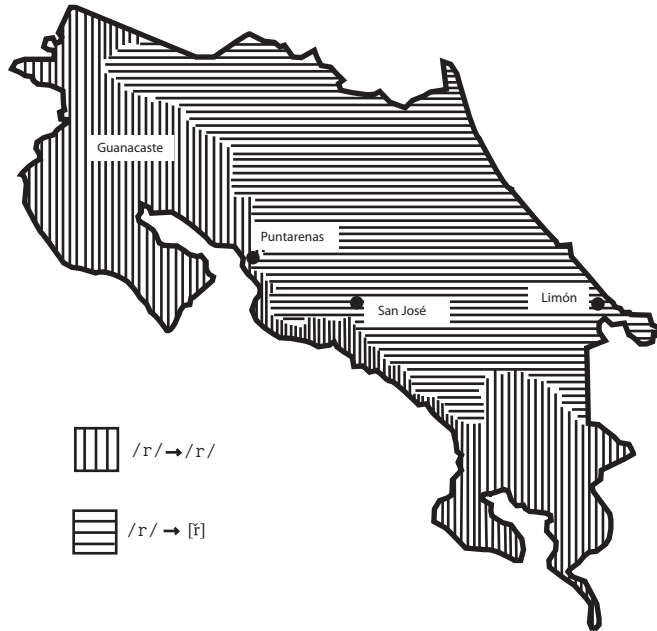 Guanacaste
Puntarenas
San José
Limón
/r/ → /r/
/r/ → [ř]